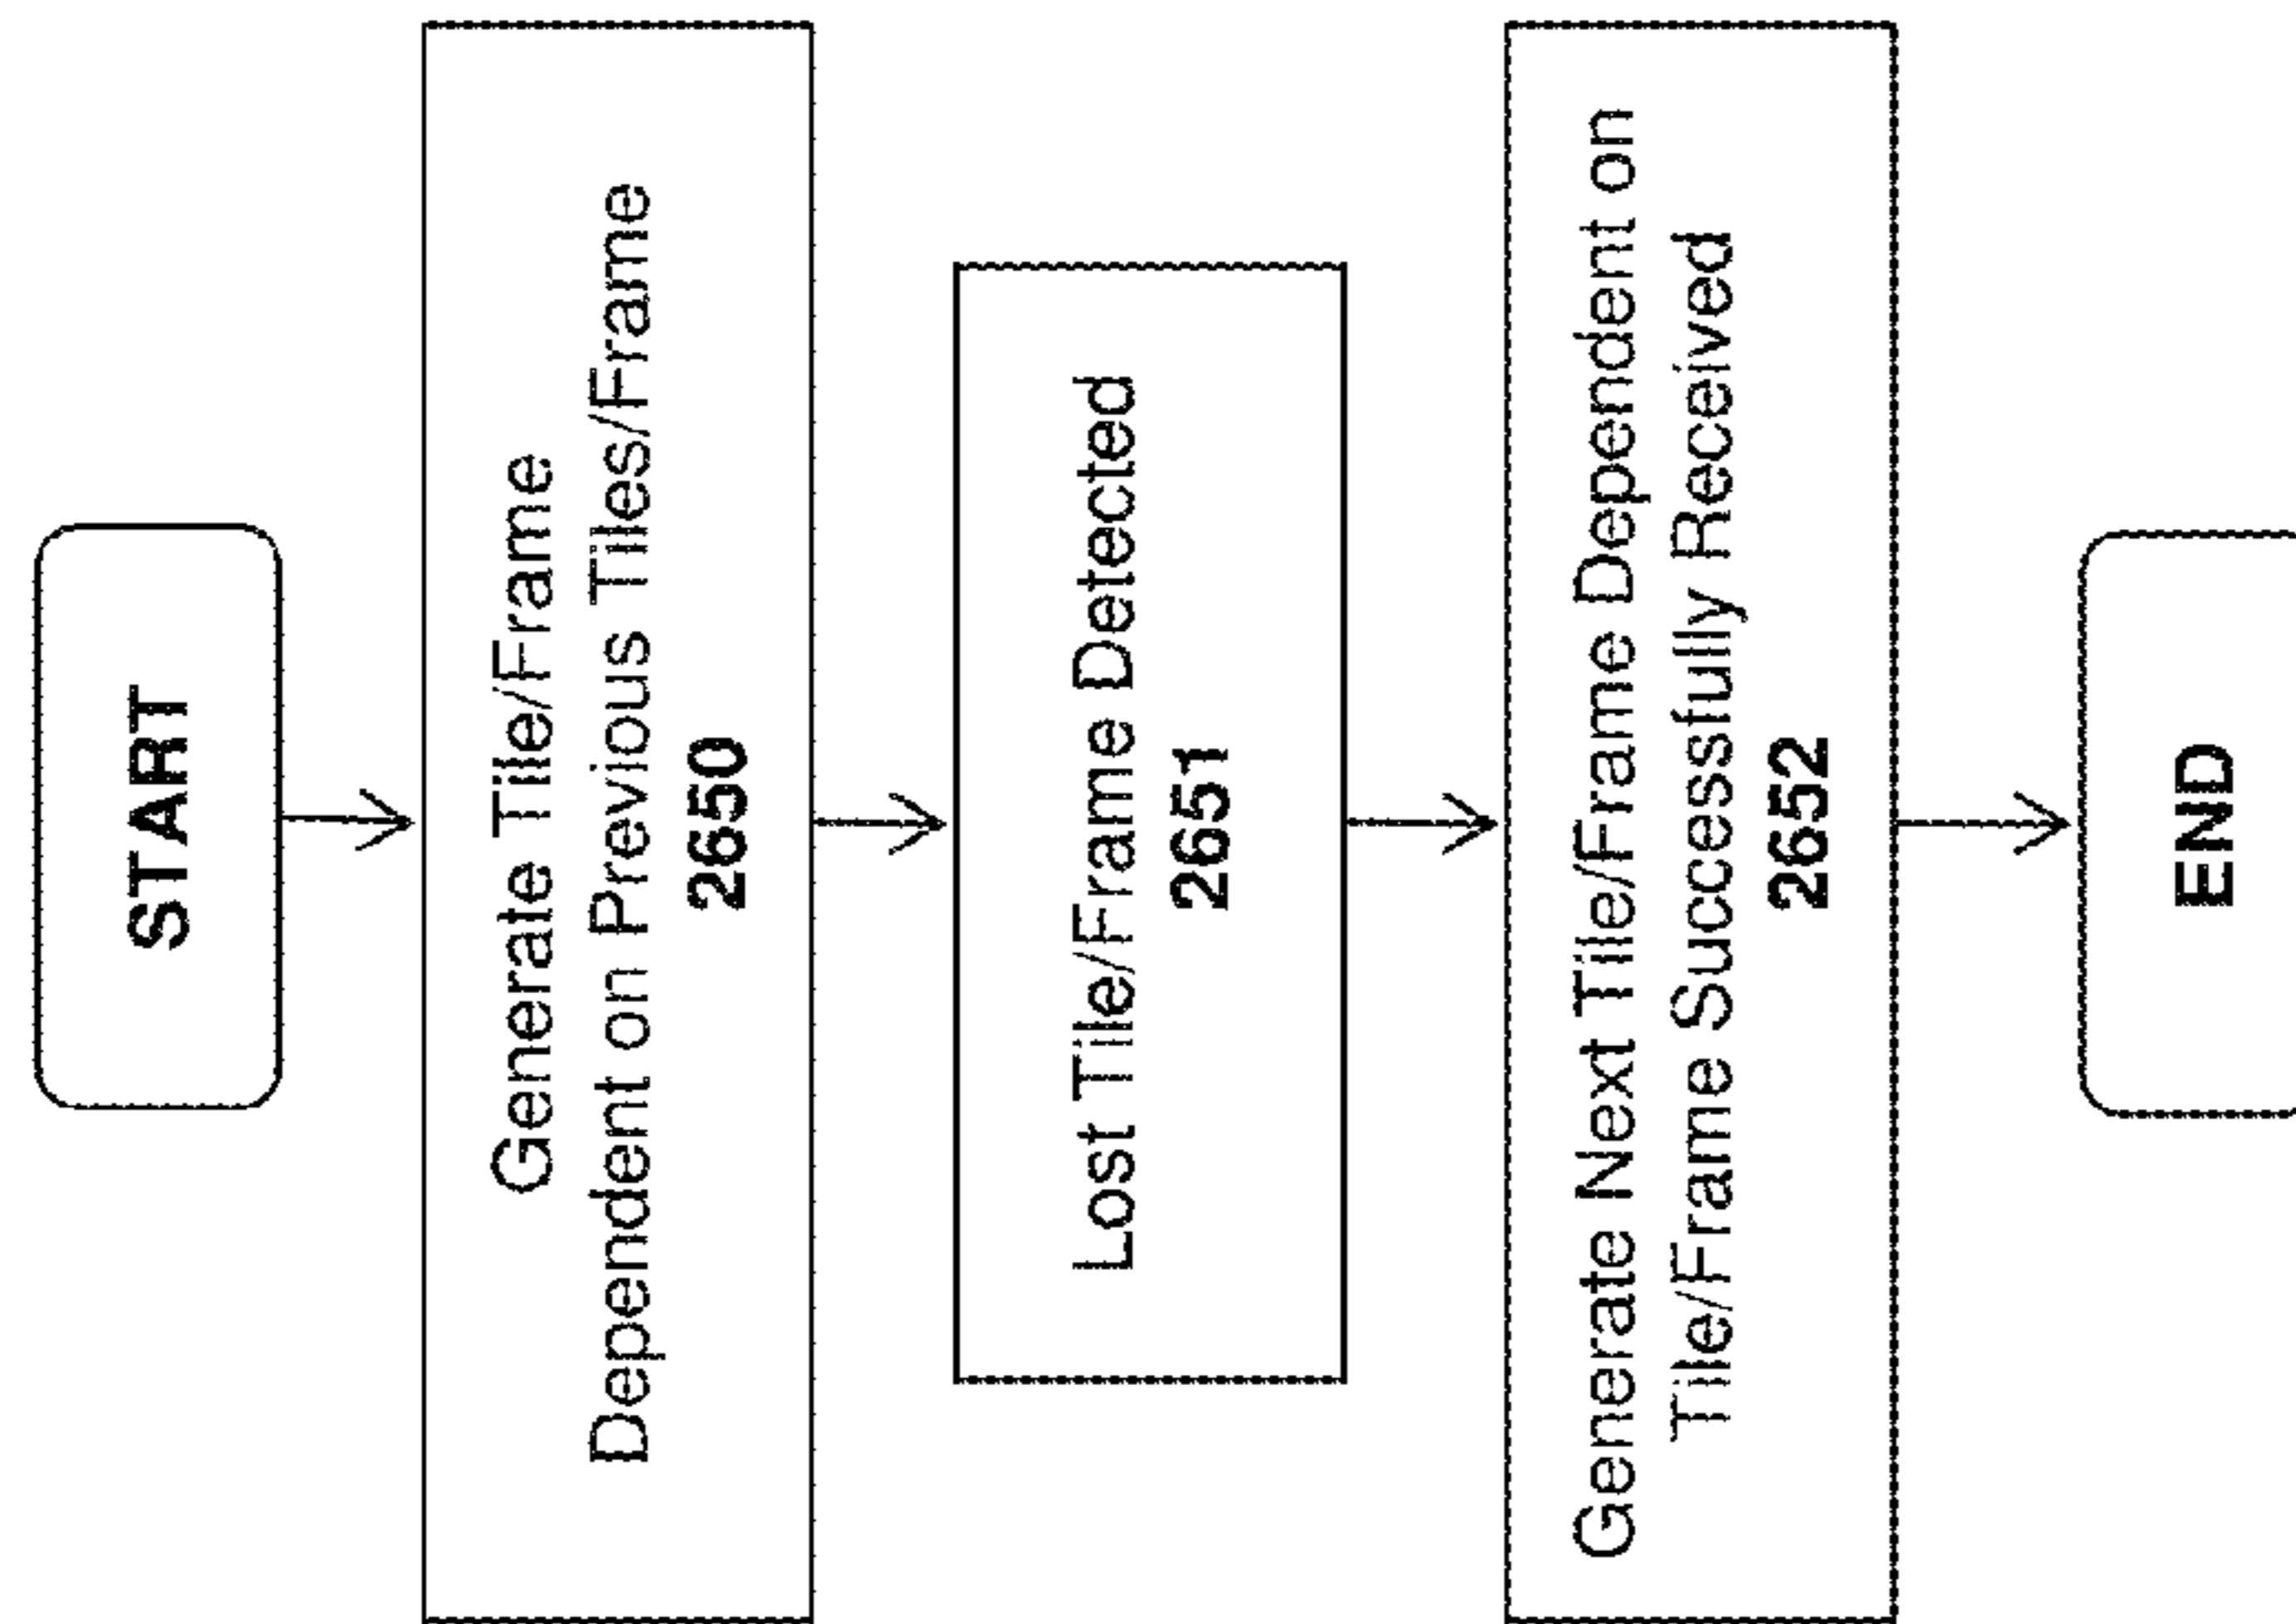 START
Generate Tile/Frame
Dependent on Previous Tiles/Frame
2650
Lost Tile/Frame Detected
2651
Generate Next Tile/Frame Dependent on
Tile/Frame Successfully Received
2652
END